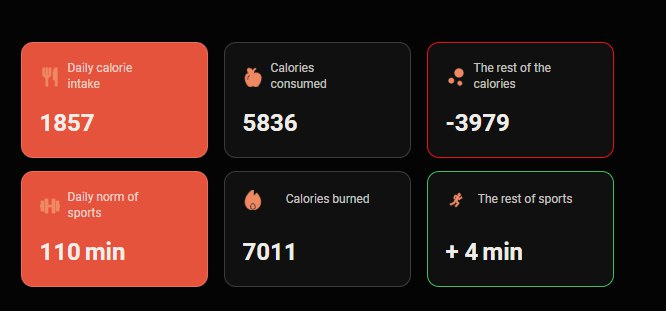 Daily calorie
intake
1857
Calories
consumed
5836
The rest of the
calories
-3979
Daily norm of
sports
110 min
Calories burned
7011
The rest of sports
+ 4 min